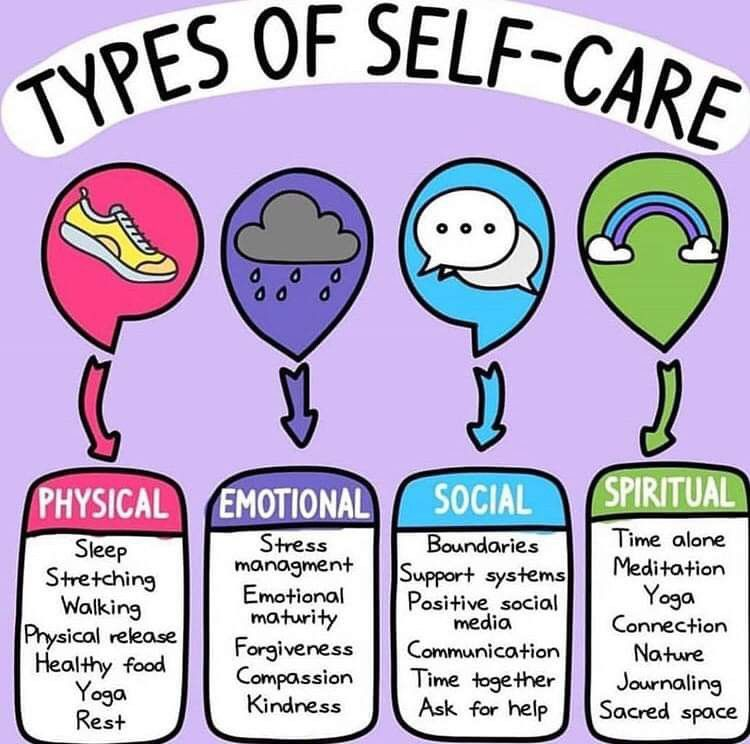 TYPES OF SELF-CARE
PHYSICAL
Sleep
Stretching
Walking
Physical release
Healthy food
Yoga
Rest
EMOTIONAL
Stress
managment
Emotional
maturity
Forgiveness
Compassion
Kindness
SOCIAL
Boundaries
Support systems
Positive social
media
Communication
Time together
Ask for help
SPIRITUAL
Time alone
Meditation
Yoga
Connection
Nature
Journaling
Sacred space